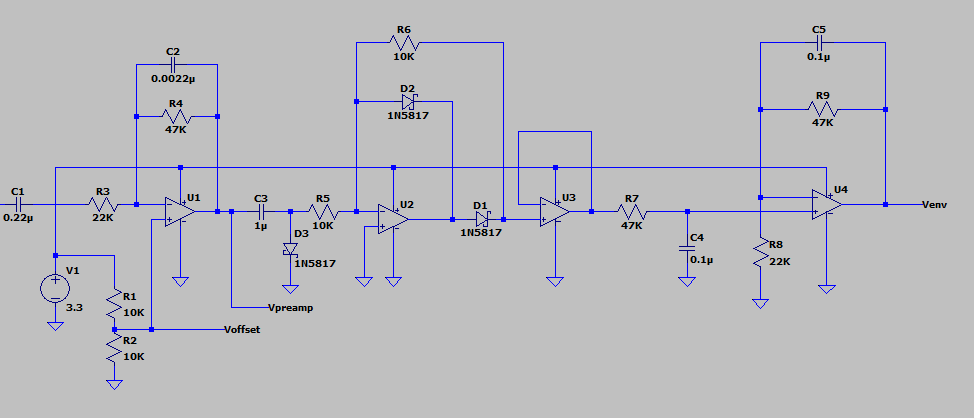 R6
10K
C5
0.1µ
C2
0.0022µ
D2
1N5817
R9
47K
R4
47K
C1
0.22µ
R3
22K
U1
C3
1µ
R5
10K
U2
D1
1N5817
U3
R7
47K
U4
Venv
D3
1N5817
C4
0.1µ
R8
22K
V1
3.3
R1
10K
Vpreamp
Voffset
R2
10K